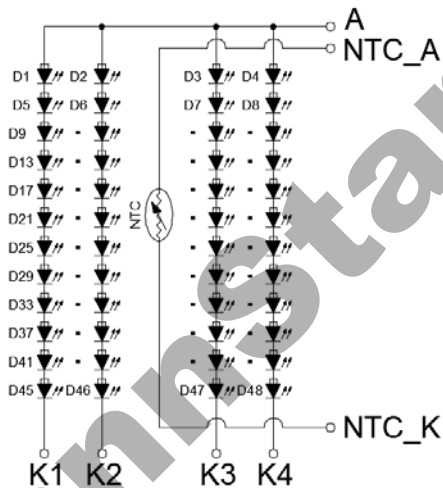 A
NTC_A
D1 D2 D3 D4
D5 D6 D7 D8
D9
D13
D17
D21
NTC
D25
D29
D33
D37
D41
D45 D46 D47 D48
NTC_K
K1 K2 K3 K4